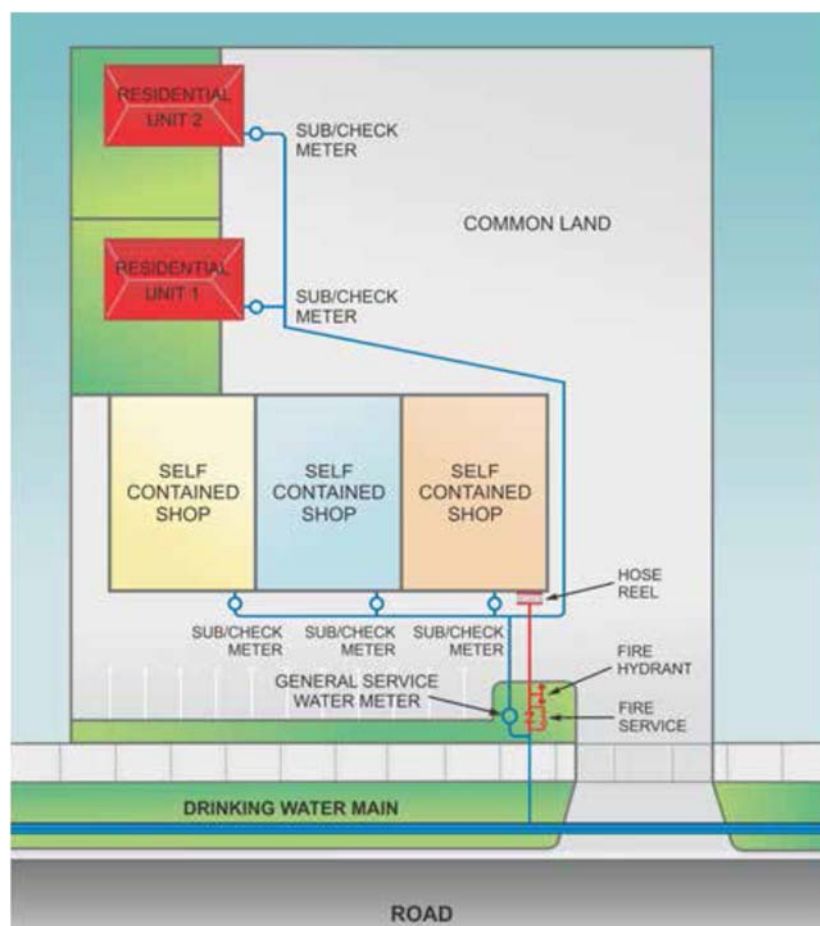 RESIDENTIAL
UNIT 2
SUB/CHECK
METER
COMMON LAND
RESIDENTIAL
UNIT 1
SUB/CHECK
METER
SELF
CONTAINED
SHOP
SELF
CONTAINED
SHOP
SELF
CONTAINED
SHOP
HOSE
REEL
SUB/CHECK
METER
SUB/CHECK
METER
SUB/CHECK
METER
FIRE
HYDRANT
GENERAL SERVICE
WATER METER
FIRE
SERVICE
DRINKING WATER MAIN
ROAD